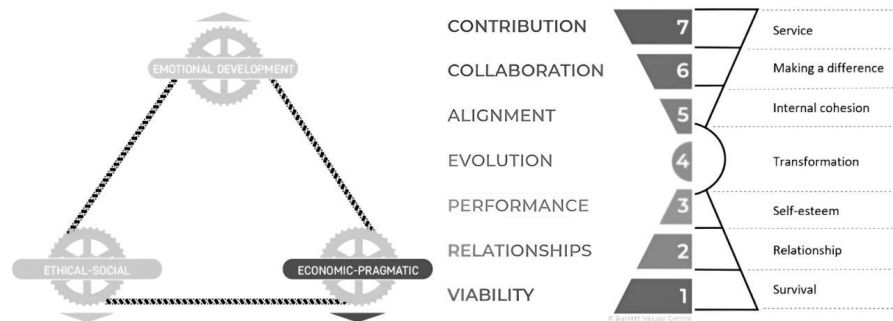 EMOTIONAL DEVELOPMENT
ETHICAL-SOCIAL
ECONOMIC-PRAGMATIC
CONTRIBUTION 7 Service
COLLABORATION 6 Making a difference
ALIGNMENT 5 Internal cohesion
EVOLUTION 4 Transformation
PERFORMANCE 3 Self-esteem
RELATIONSHIPS 2 Relationship
VIABILITY 1 Survival
© Barrett Values Centre